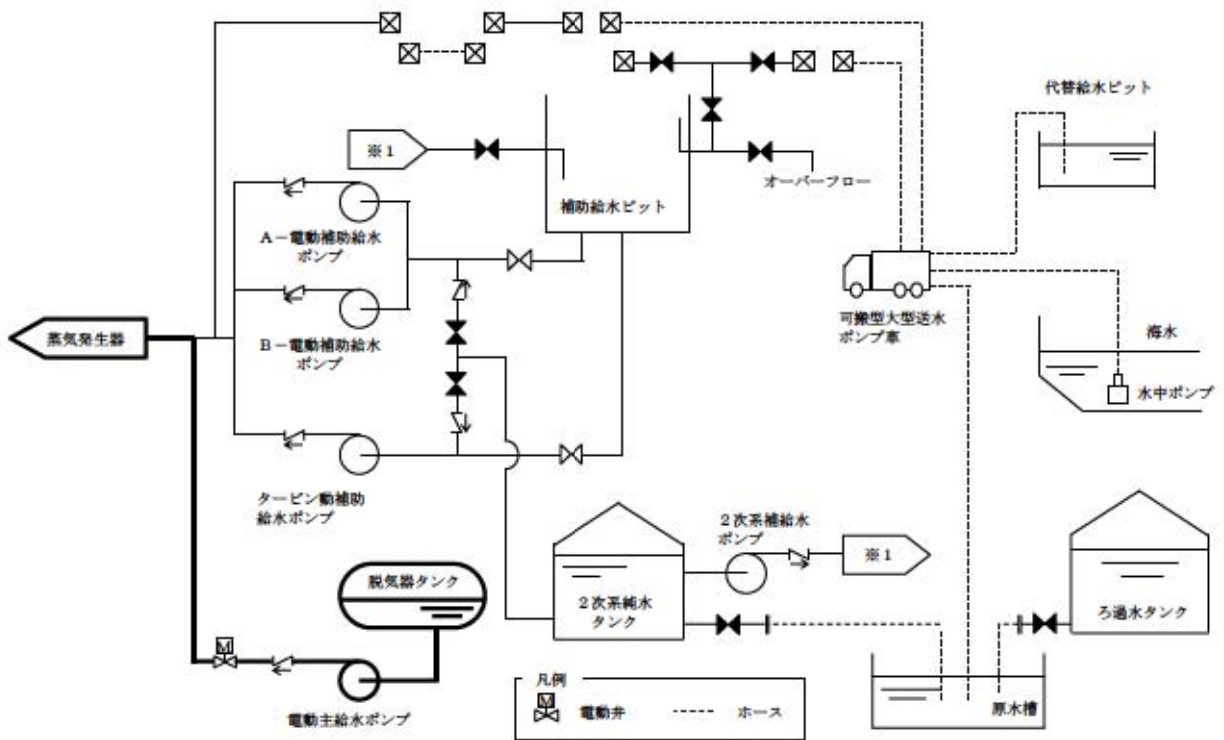 代替給水ピット
※1
オーバーフロー
補助給水ピット
A－電動補助給水
ポンプ
可搬型大型送水
ポンプ車
海水
蒸気発生器
B－電動補助給水
ポンプ
水中ポンプ
タービン動補助
給水ポンプ
2次系補給水
ポンプ
※1
脱気器タンク
2次系純水
タンク
ろ過水タンク
M
凡例
M
電動弁
ホース
原水槽
電動主給水ポンプ